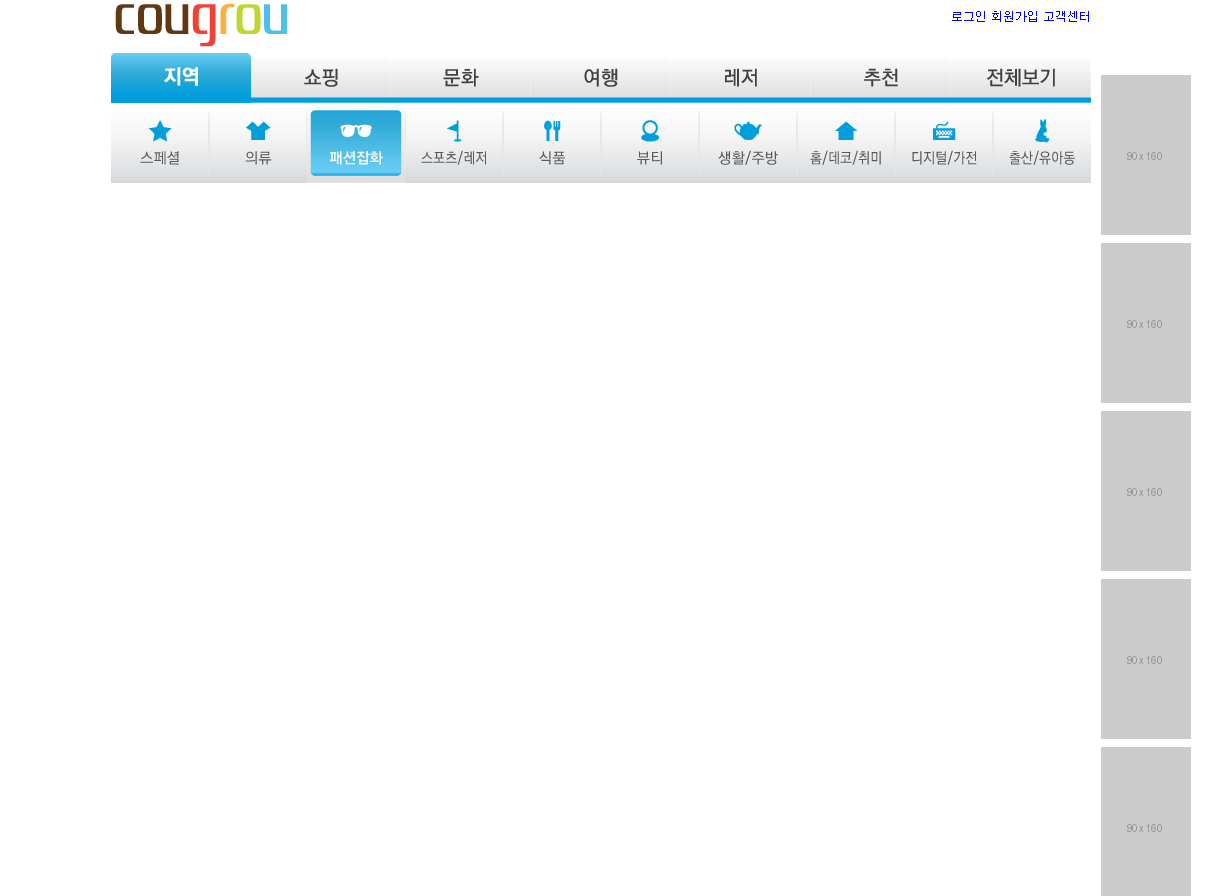 cougrou
로그인 회원가입 고객센터
지역 쇼핑 문화 여행 레저 추천 전체보기
스페셜 의류 패션잡화 스포츠/레저 식품 뷰티 생활/주방 홈/데코/취미 디지털/가전 출산/유아동
90 x 160
90 x 160
90 x 160
90 x 160
90 x 160